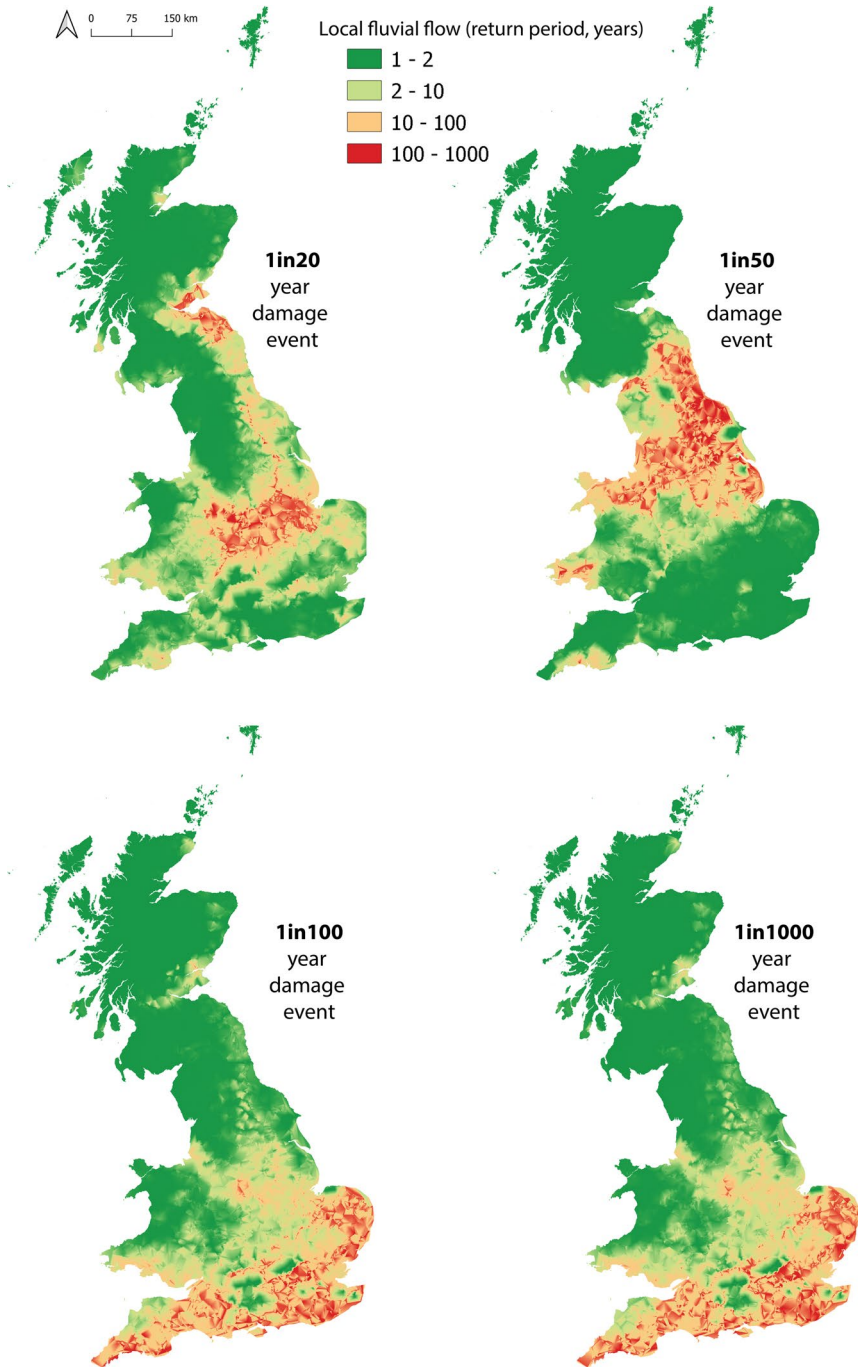 0 75 150 km
Local fluvial flow (return period, years)
1 - 2
2 - 10
10 - 100
100 - 1000
1in20
year
damage
event
1in50
year
damage
event
1in100
year
damage
event
1in1000
year
damage
event